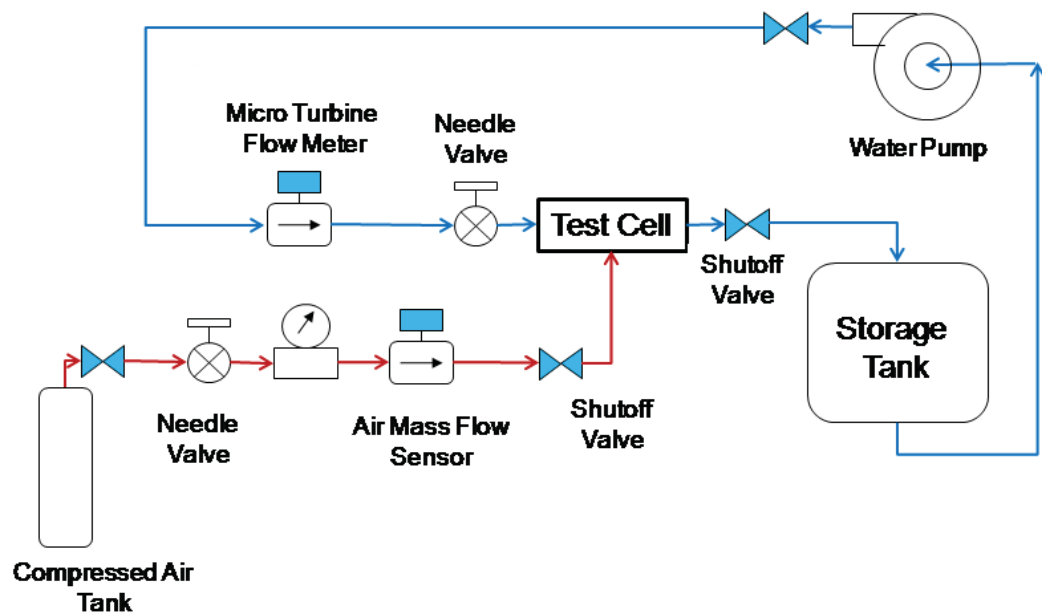 Micro Turbine
Flow Meter
Needle
Valve
Water Pump
Test Cell
Shutoff
Valve
Storage
Tank
Needle
Valve
Air Mass Flow
Sensor
Shutoff
Valve
Compressed Air
Tank